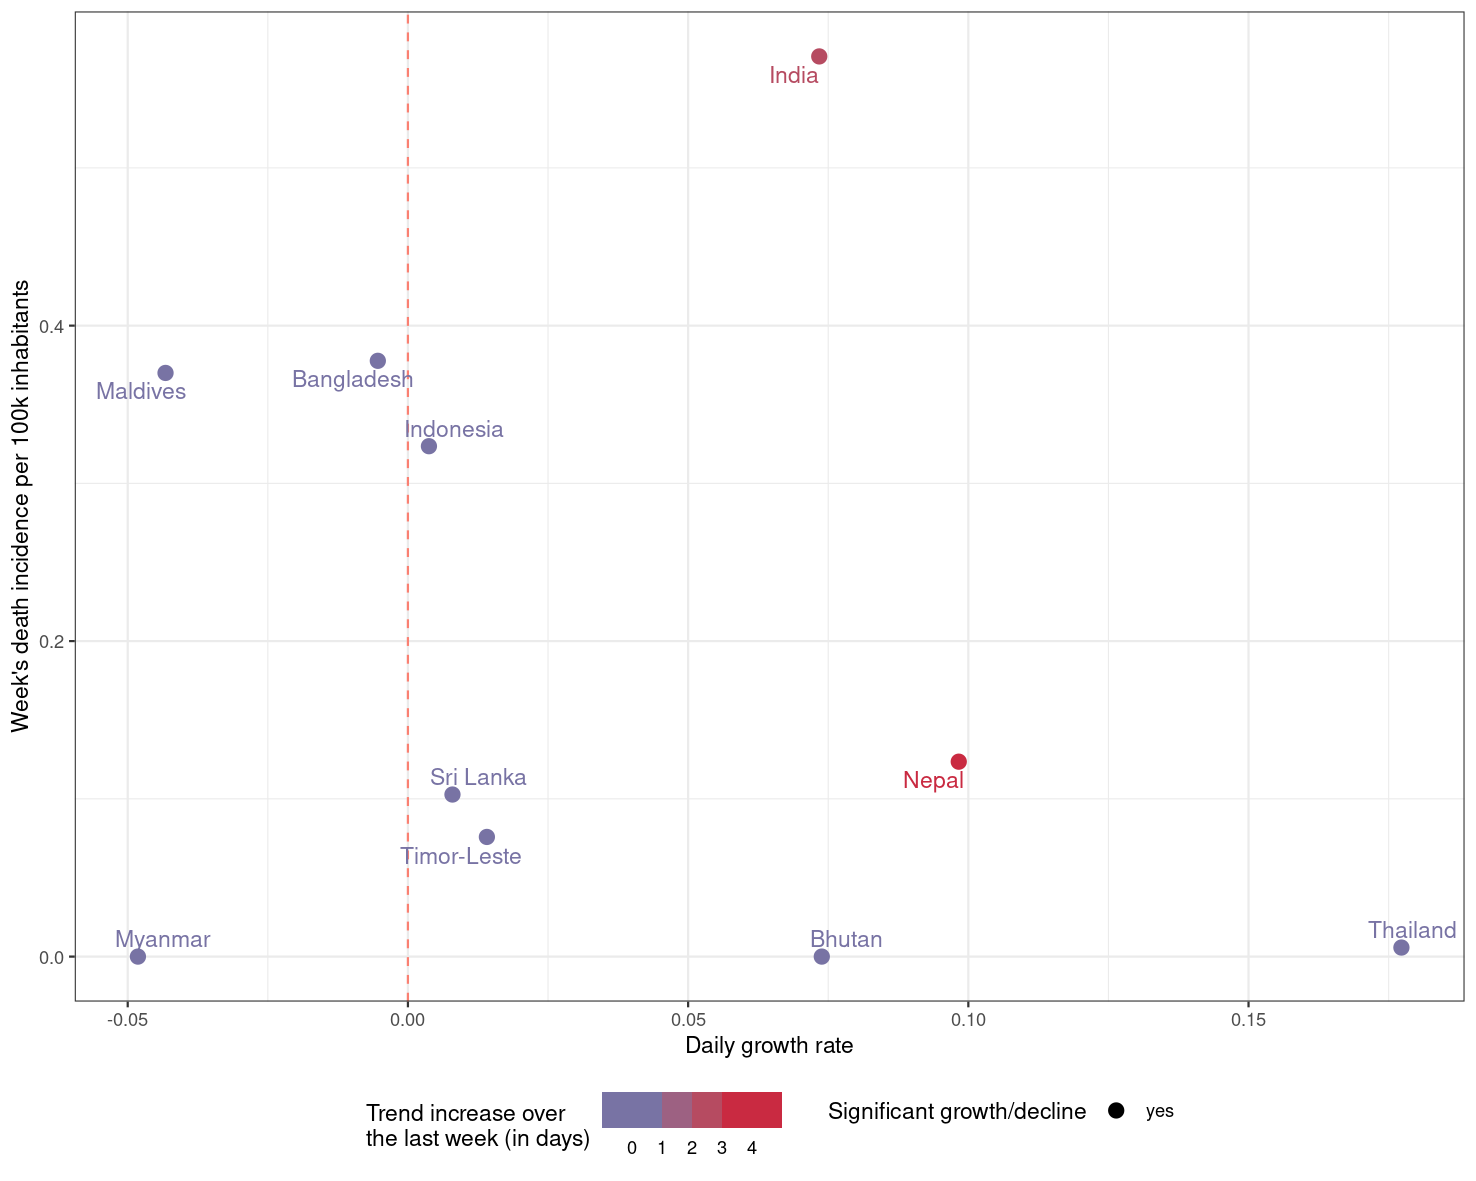 India
Maldives
Bangladesh
Indonesia
Sri Lanka
Timor-Leste
Nepal
Myanmar
Bhutan
Thailand
Week's death incidence per 100k inhabitants
0.4
0.2
0.0
-0.05 0.00 0.05 0.10 0.15
Daily growth rate
Trend increase over
the last week (in days)
0 1 2 3 4
Significant growth/decline yes